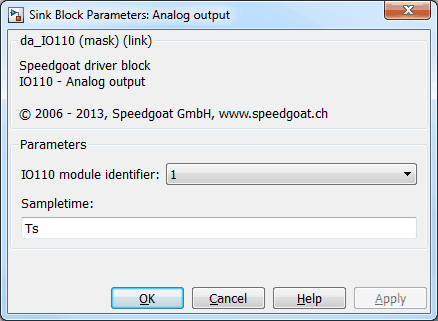 Sink Block Parameters: Analog output
da_IO110 (mask) (link)
Speedgoat driver block
IO110 - Analog output
© 2006 - 2013, Speedgoat GmbH, www.speedgoat.ch
Parameters
IO110 module identifier: 1
Sampletime:
Ts
OK Cancel Help Apply